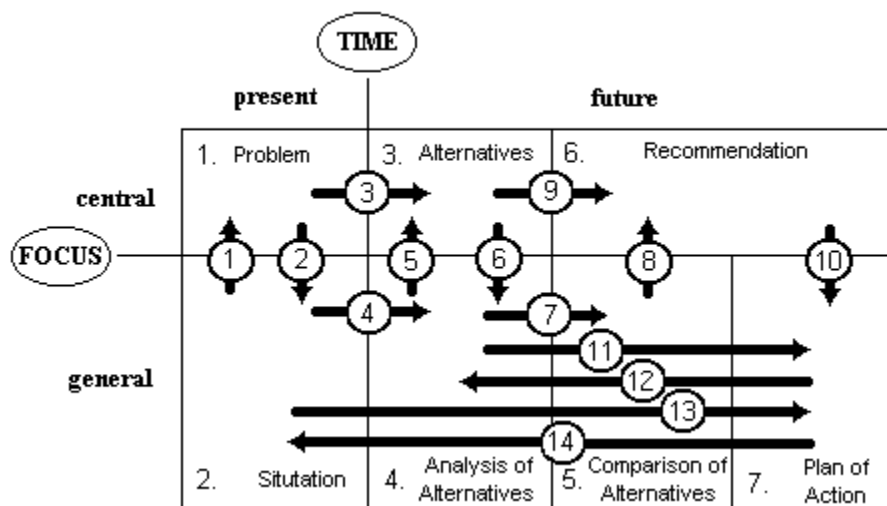 TIME
present future
1. Problem 3. Alternatives 6. Recommendation
3 9
central
FOCUS 1 2 5 6 8 10
4 7
11
general 12
13
14
2. Situtation 4. Analysis of Alternatives 5. Comparison of Alternatives 7. Plan of Action